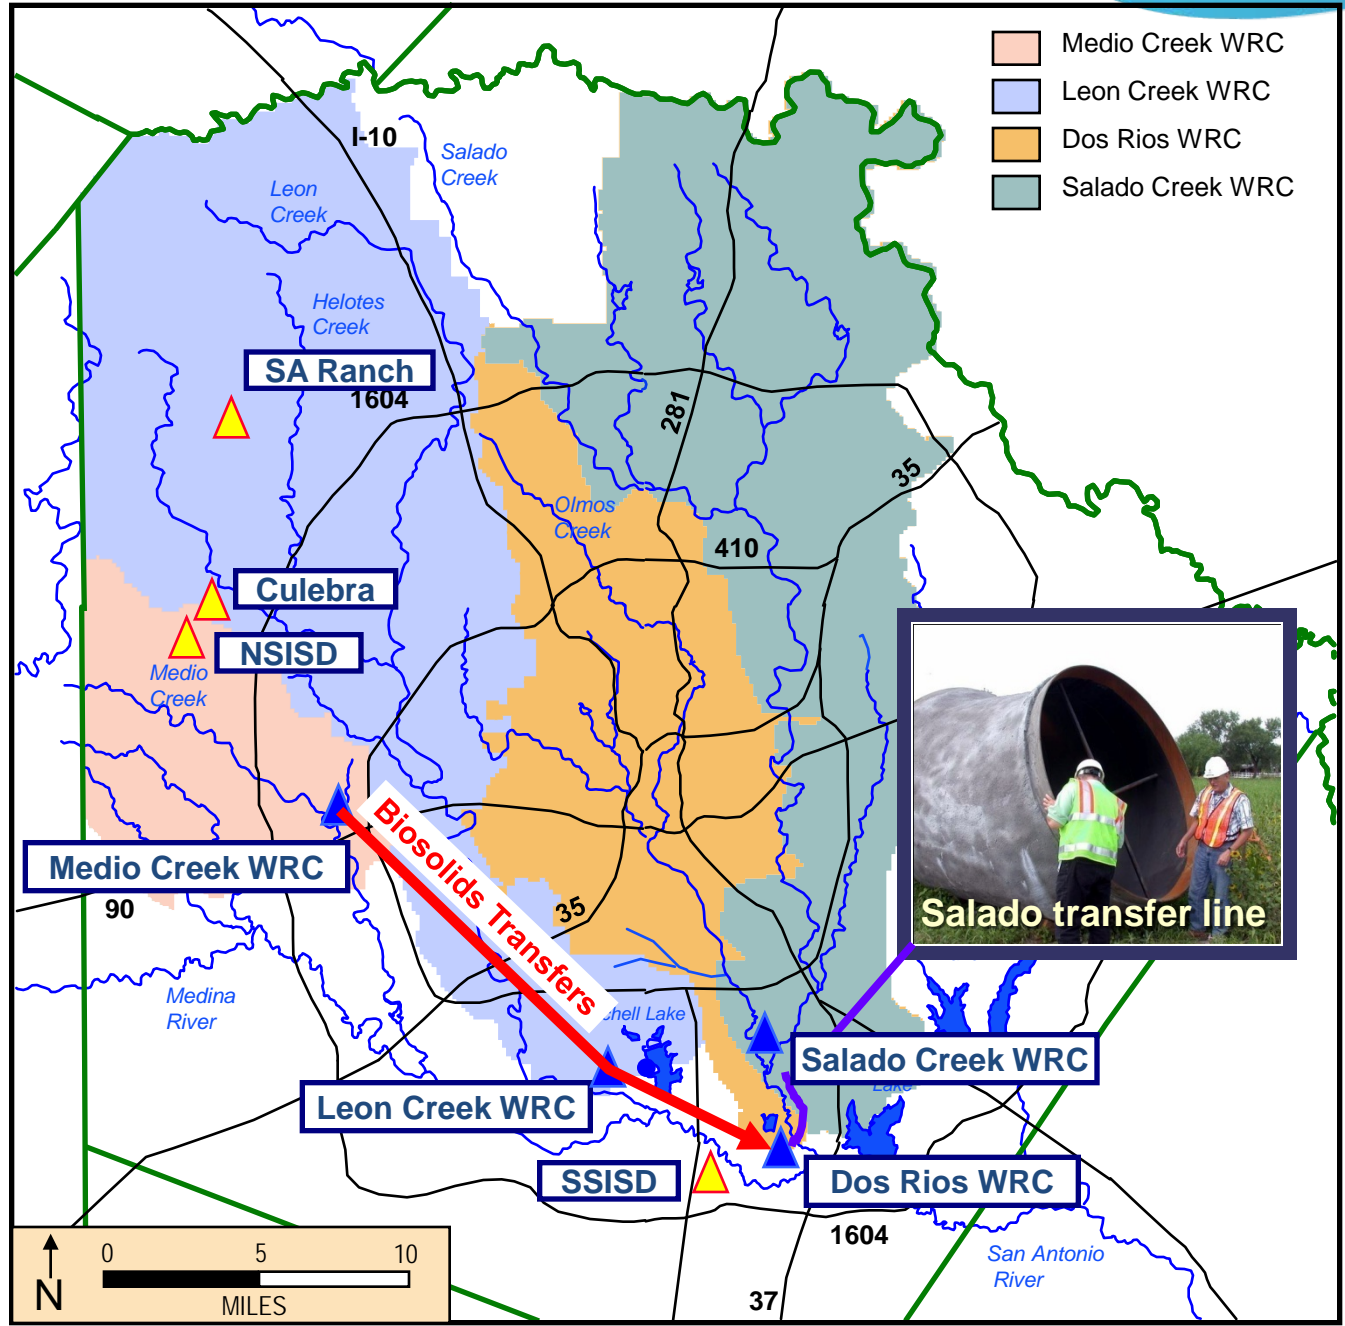 Medio Creek WRC
Leon Creek WRC
Dos Rios WRC
Salado Creek WRC
I-10
Salado
Creek
Leon
Creek
Helotes
Creek
SA Ranch
1604
281
35
Olmos
Creek
410
Culebra
NSISD
Medio
Creek
Biosolids Transfers
Medio Creek WRC
90
35
Salado transfer line
Medina
River
chell Lake
Salado Creek WRC
Lake
Leon Creek WRC
SSISD
Dos Rios WRC
1604
San Antonio
River
37
0 5 10
MILES
N